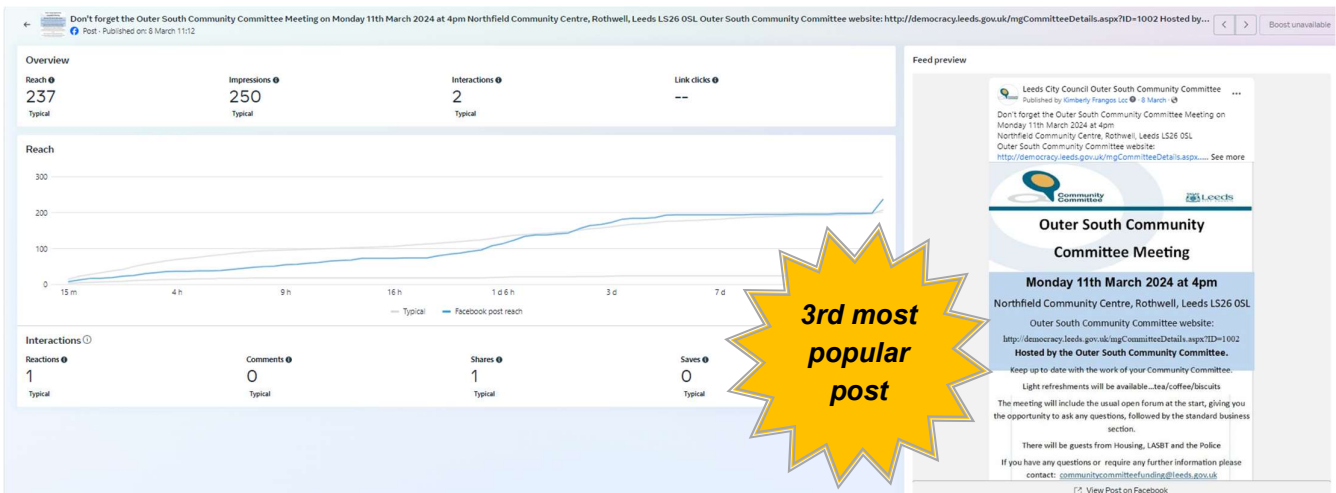 Don't forget the Outer South Community Committee Meeting on Monday 11th March 2024 at 4pm Northfield Community Centre, Rothwell, Leeds LS26 0SL Outer South Community Committee website: http://democracy.leeds.gov.uk/mgCommitteeDetails.aspx?ID=1002 Hosted by...
Post · Published on: 8 March 11:12
Boost unavailable
Overview
Reach
Impressions
Interactions
Link clicks
237
250
2
--
Typical
Typical
Typical
Reach
300
200
100
0
15 m
4 h
9 h
16 h
1 d 6 h
3 d
7 d
Typical
Facebook post reach
Interactions
Reactions
Comments
Shares
Saves
1
0
1
0
Typical
Typical
Typical
Typical
3rd most
popular
post
Feed preview
Leeds City Council Outer South Community Committee
Published by Kimberly Frangos Lcc · 8 March ·
Don't forget the Outer South Community Committee Meeting on
Monday 11th March 2024 at 4pm
Northfield Community Centre, Rothwell, Leeds LS26 0SL
Outer South Community Committee website:
http://democracy.leeds.gov.uk/mgCommitteeDetails.aspx..... See more
Community
Committee
Leeds
Outer South Community
Committee Meeting
Monday 11th March 2024 at 4pm
Northfield Community Centre, Rothwell, Leeds LS26 0SL
Outer South Community Committee website:
http://democracy.leeds.gov.uk/mgCommitteeDetails.aspx?ID=1002
Hosted by the Outer South Community Committee.
Keep up to date with the work of your Community Committee.
Light refreshments will be available...tea/coffee/biscuits
The meeting will include the usual open forum at the start, giving you
the opportunity to ask any questions, followed by the standard business
section.
There will be guests from Housing, LASBT and the Police
If you have any questions or require any further information please
contact: communitycommitteefunding@leeds.gov.uk
View Post on Facebook